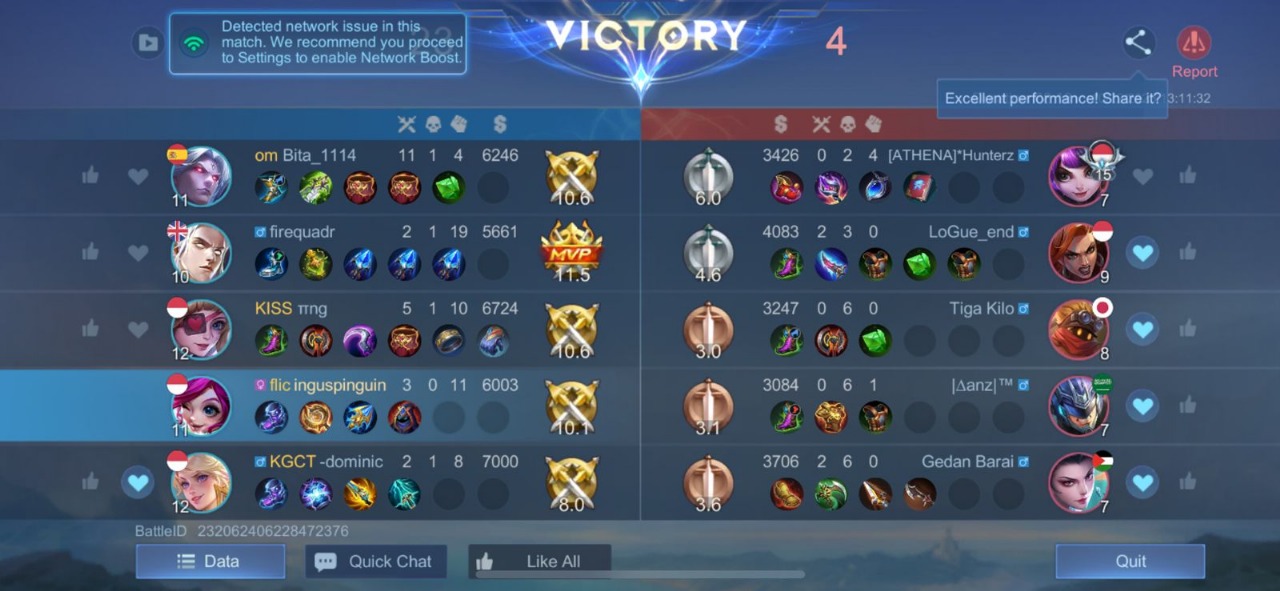 Detected network issue in this
match. We recommend you proceed
to Settings to enable Network Boost.
VICTORY
4
Report
Excellent performance! Share it?
3:11:32
om Bita_1114 11 1 4 6246
11
10.6
firequadr 2 1 19 5661
10
MVP
11.5
KISS ππg 5 1 10 6724
12
10.6
flic inguspinguin 3 0 11 6003
11
10.1
KGCT -dominic 2 1 8 7000
12
8.0
6.0
3426 0 2 4 [ATHENA]*Hunterz
15
7
4.6
4083 2 3 0 LoGue_end
9
3.0
3247 0 6 0 Tiga Kilo
8
3.1
3084 0 6 1 |Δanz|™
7
3.6
3706 2 6 0 Gedan Barai
7
BattleID 232062406228472376
Data
Quick Chat
Like All
Quit